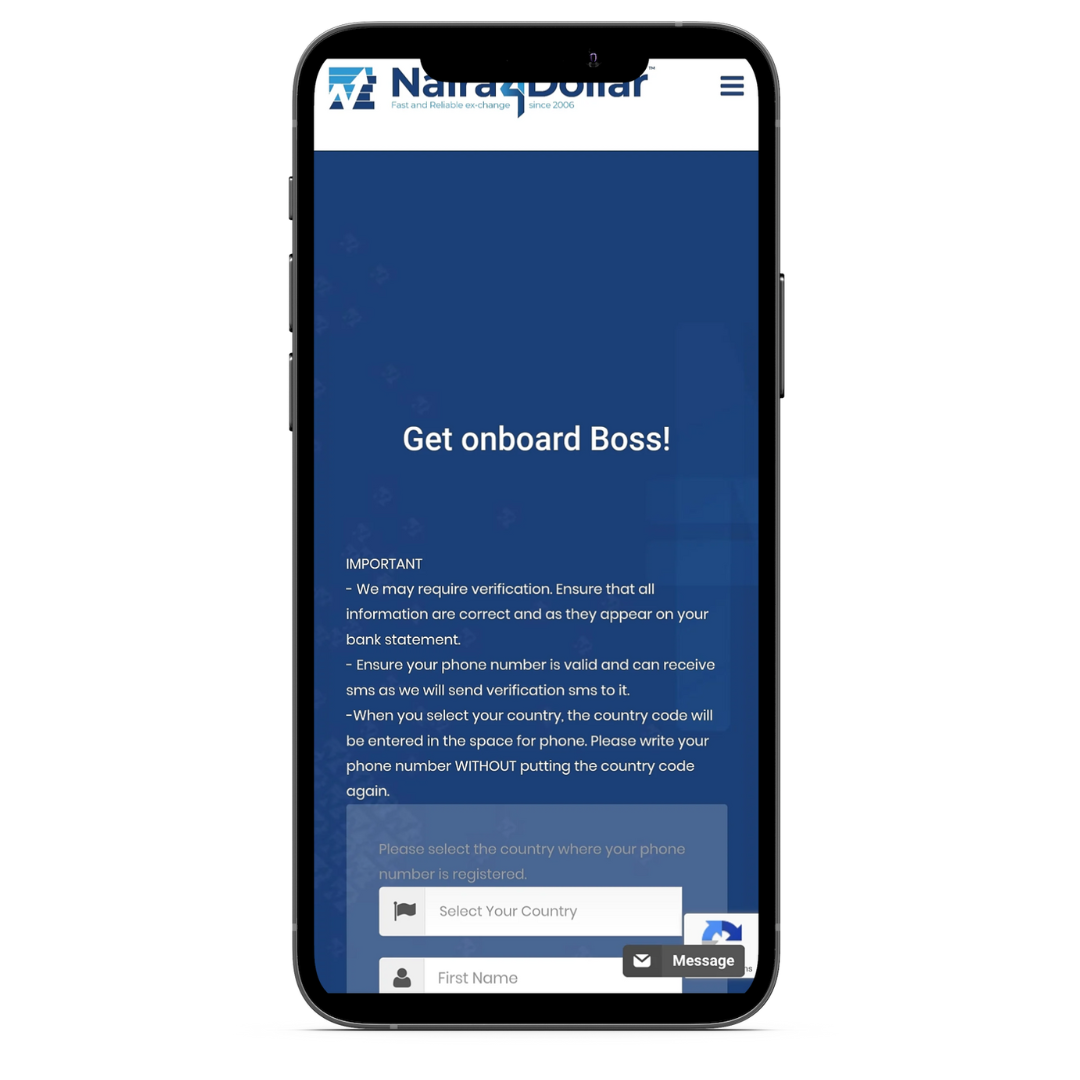 Naira4Dollar™
Fast and Reliable ex-change since 2006
Get onboard Boss!
IMPORTANT
- We may require verification. Ensure that all
information are correct and as they appear on your
bank statement.
- Ensure your phone number is valid and can receive
sms as we will send verification sms to it.
-When you select your country, the country code will
be entered in the space for phone. Please write your
phone number WITHOUT putting the country code
again.
Please select the country where your phone
number is registered.
Select Your Country
Message
First Name